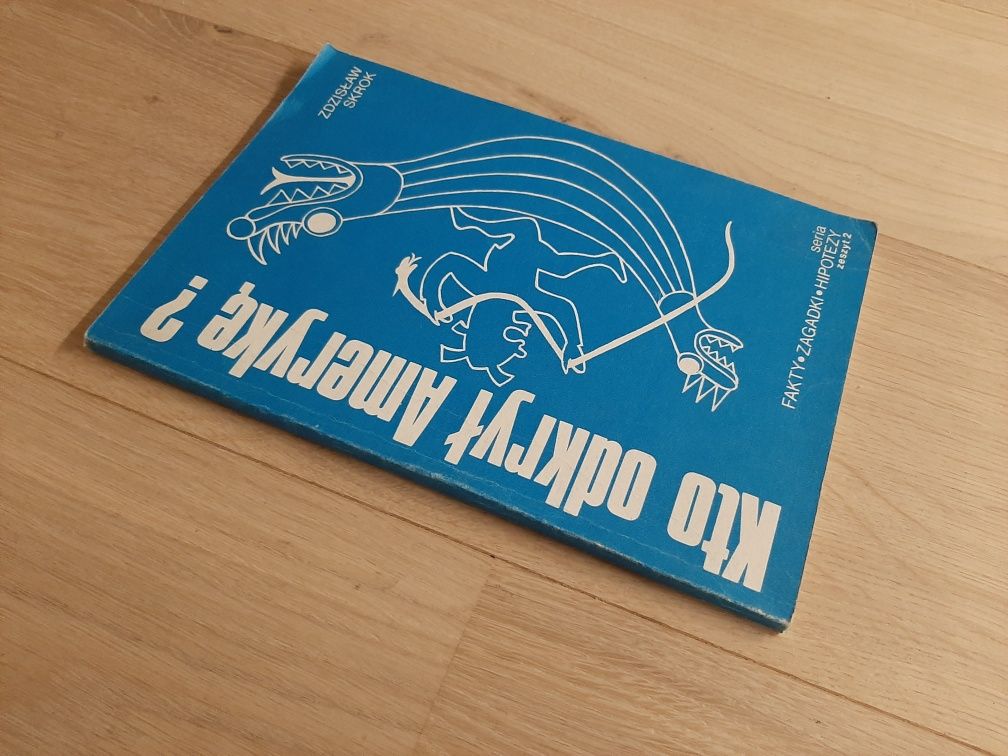 ZDZISŁAW
SKROK
Kto odkrył Amerykę ?
seria
FAKTY•ZAGADKI•HIPOTEZY
zeszyt 2